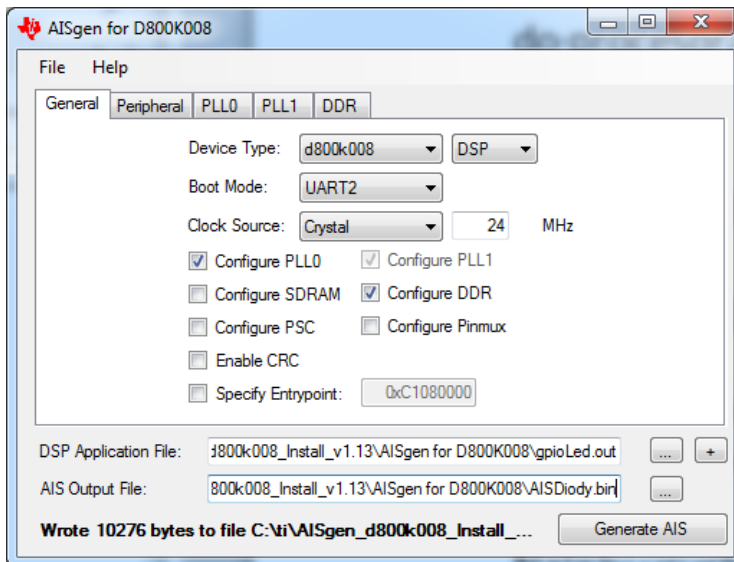 AISgen for D800K008
File Help
General Peripheral PLL0 PLL1 DDR
Device Type: d800k008 DSP
Boot Mode: UART2
Clock Source: Crystal 24 MHz
Configure PLL0 Configure PLL1
Configure SDRAM Configure DDR
Configure PSC Configure Pinmux
Enable CRC
Specify Entrypoint: 0xC1080000
DSP Application File: d800k008_Install_v1.13\AISgen for D800K008\gpioLed.out ... +
AIS Output File: 800k008_Install_v1.13\AISgen for D800K008\AISDiody.bin ...
Wrote 10276 bytes to file C:\ti\AISgen_d800k008_Install_... Generate AIS